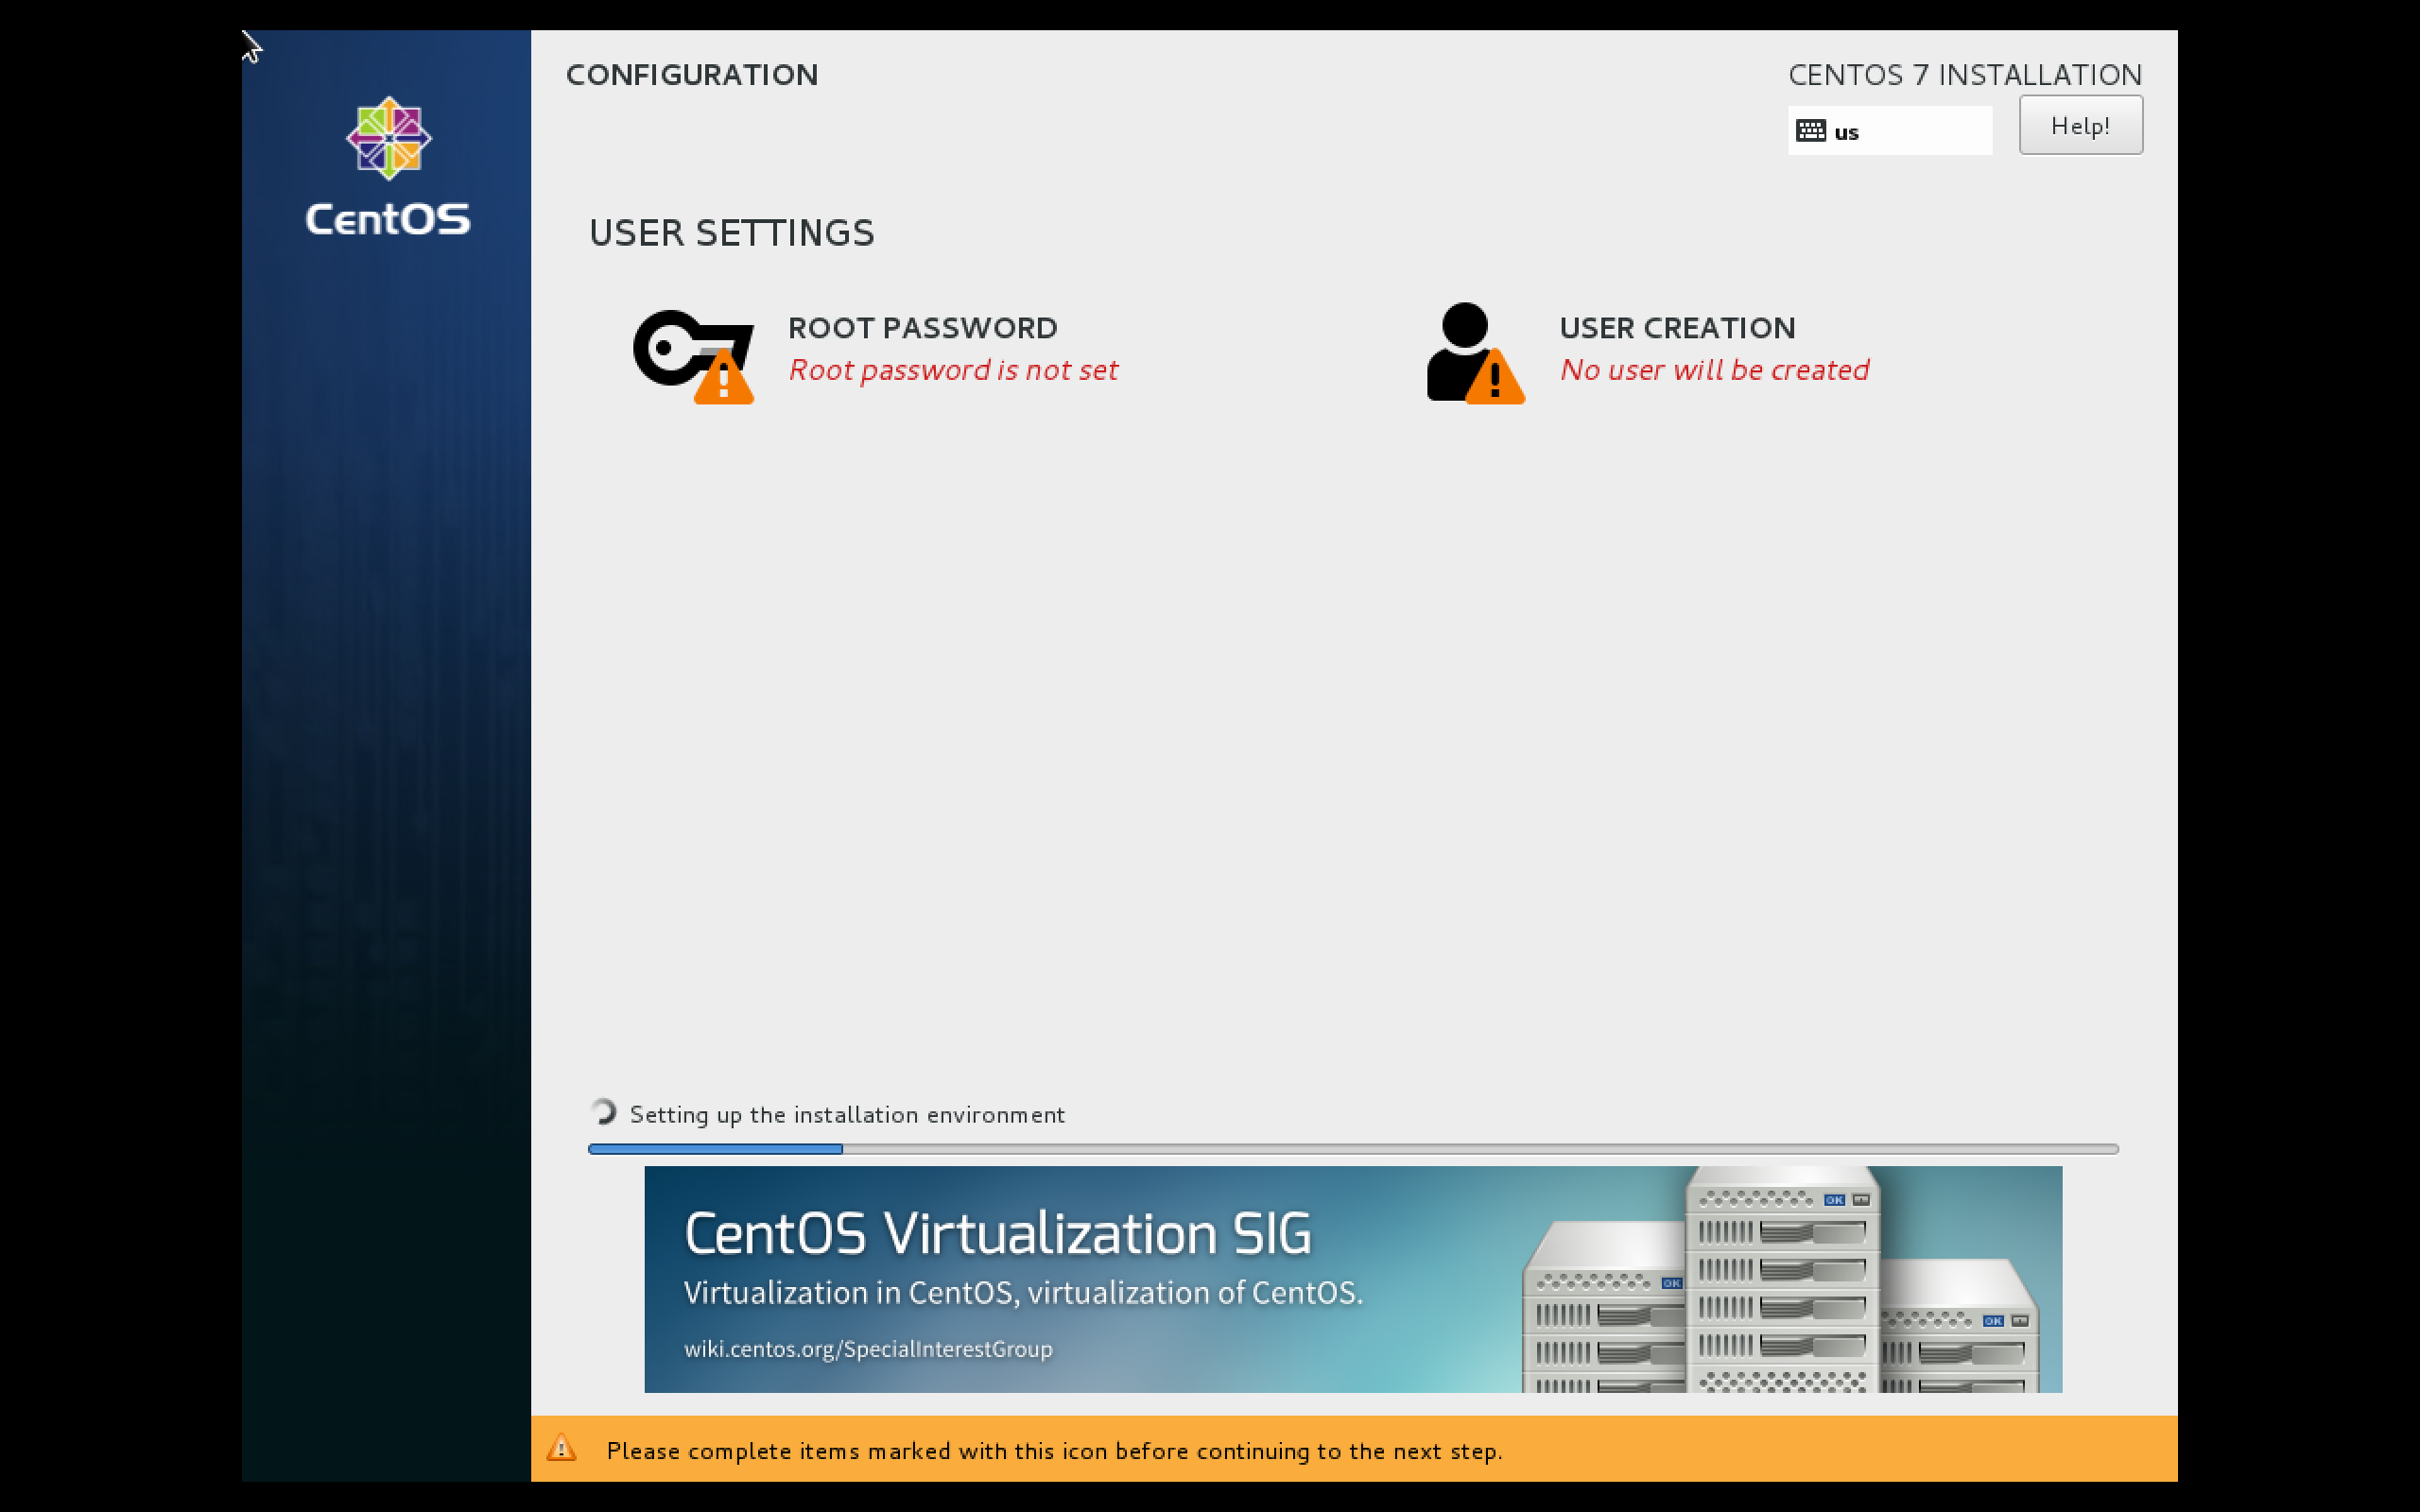 CentOS
CONFIGURATION
CENTOS 7 INSTALLATION
us
Help!
USER SETTINGS
ROOT PASSWORD
Root password is not set
USER CREATION
No user will be created
Setting up the installation environment
CentOS Virtualization SIG
Virtualization in CentOS, virtualization of CentOS.
wiki.centos.org/SpecialInterestGroup
OK
OK
OK
Please complete items marked with this icon before continuing to the next step.